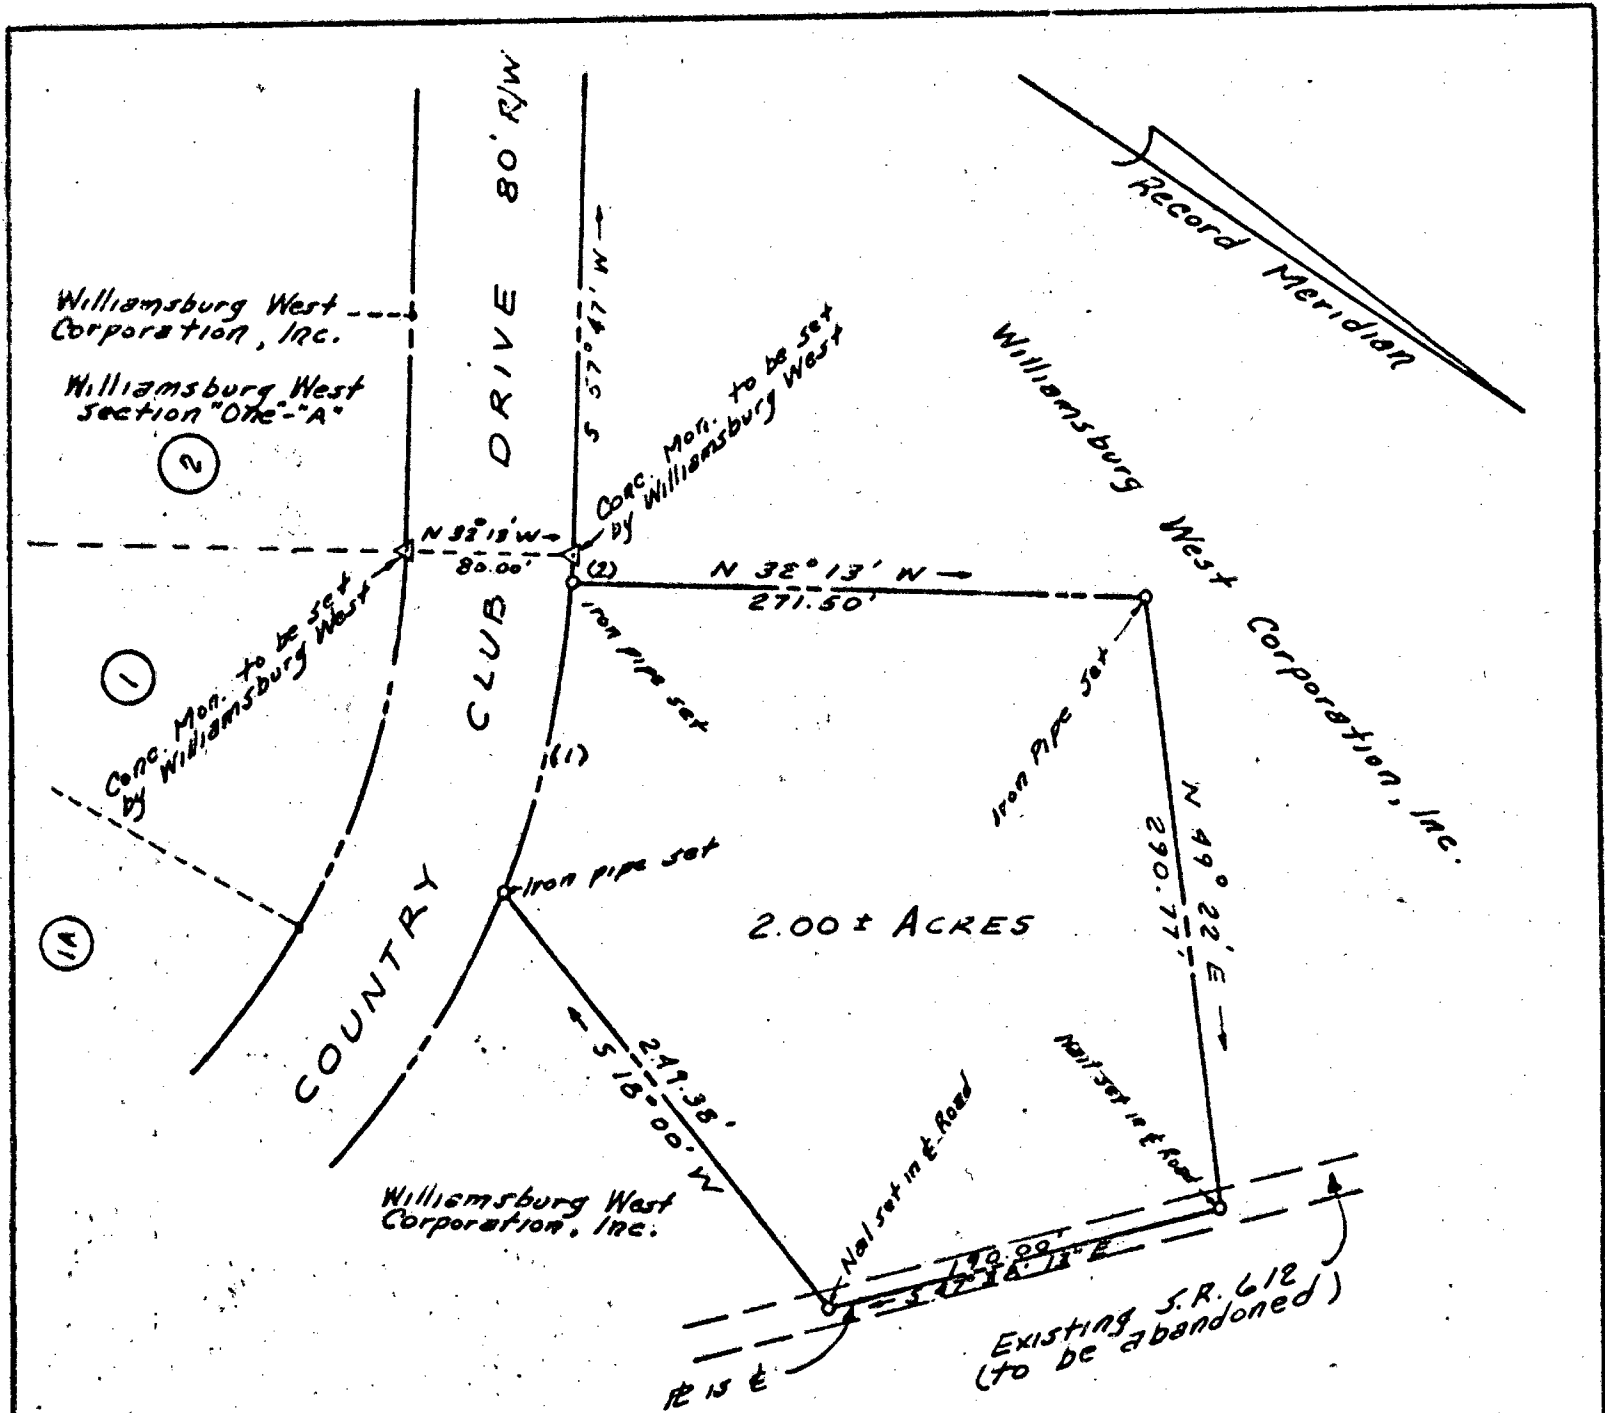 COUNTRY CLUB DRIVE 80' R/W
Record Meridian
S 57° 47' W
Williamsburg West
Corporation, Inc.
Williamsburg West
Section "One"-"A"
2
Conc. Mon. to be set
by Williamsburg West
Williamsburg West Corporation, Inc.
N 32° 13' W
80.00'
(2)
N 32° 13' W
271.50'
Iron pipe set
1
Conc. Mon. to be set
by Williamsburg West
Iron Pipe Set
(1)
N 49° 22' E
290.77'
Iron pipe set
2.00 ± ACRES
1A
249.38'
S 18° 00' W
Nail set in ℄ Road
Nail set in ℄ Road
Williamsburg West
Corporation, Inc.
190.00'
E
Existing S.R. 612
(to be abandoned)
℄